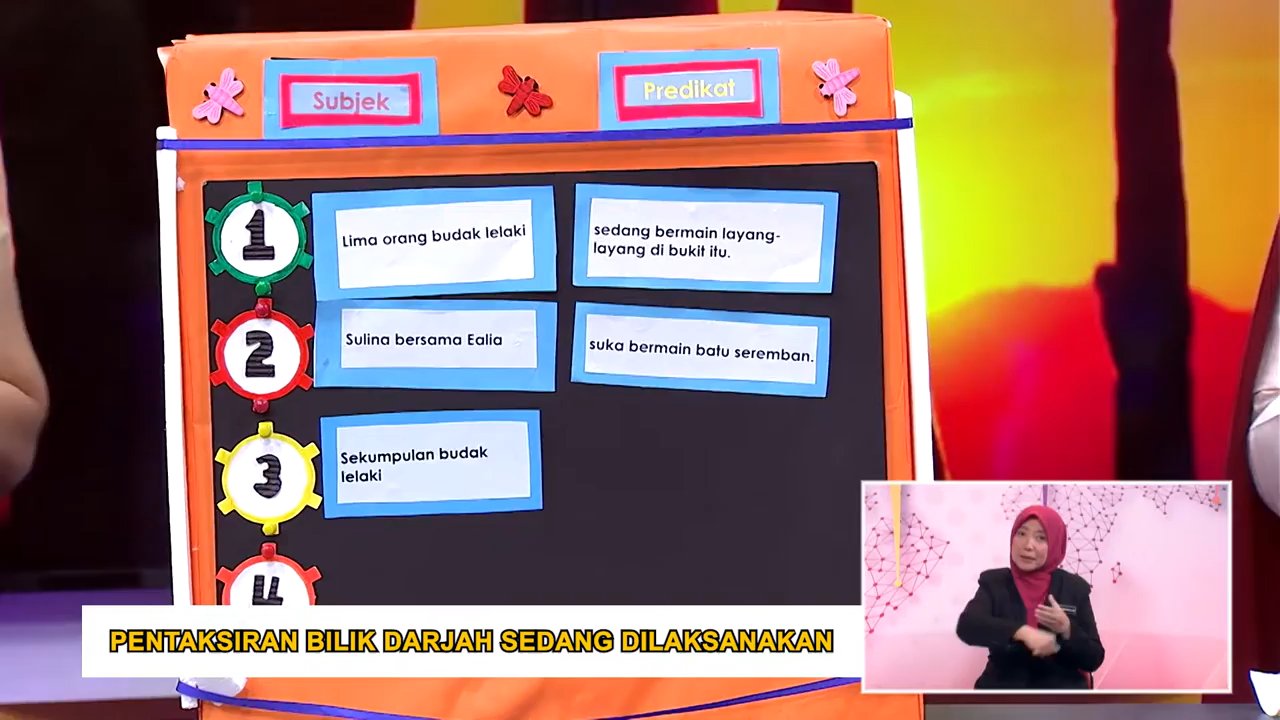 Subjek
Predikat
1
Lima orang budak lelaki
sedang bermain layang-
layang di bukit itu.
2
Sulina bersama Ealia
suka bermain batu seremban.
3
Sekumpulan budak
lelaki
4
PENTAKSIRAN BILIK DARJAH SEDANG DILAKSANAKAN